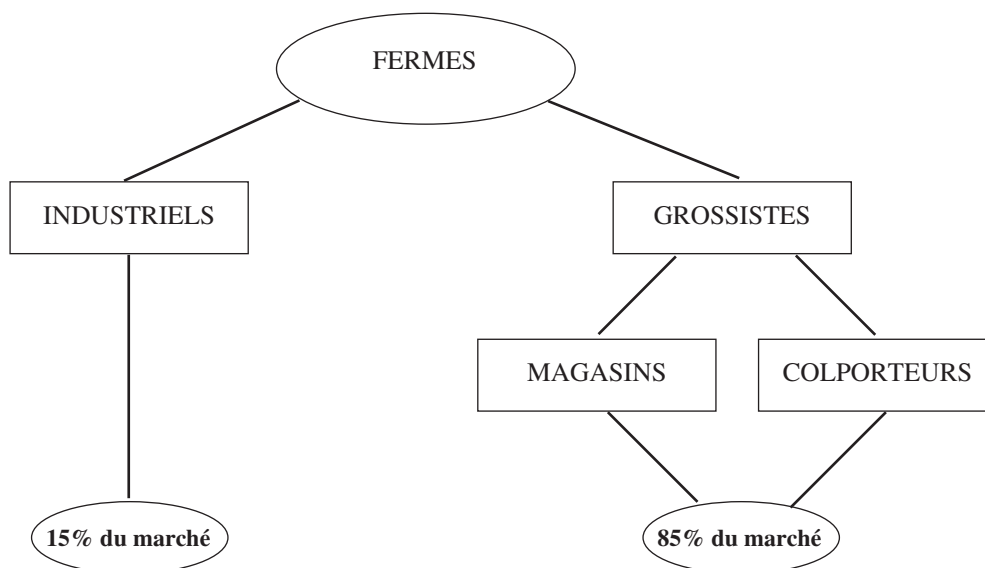 FERMES
INDUSTRIELS
GROSSISTES
MAGASINS
COLPORTEURS
15% du marché
85% du marché